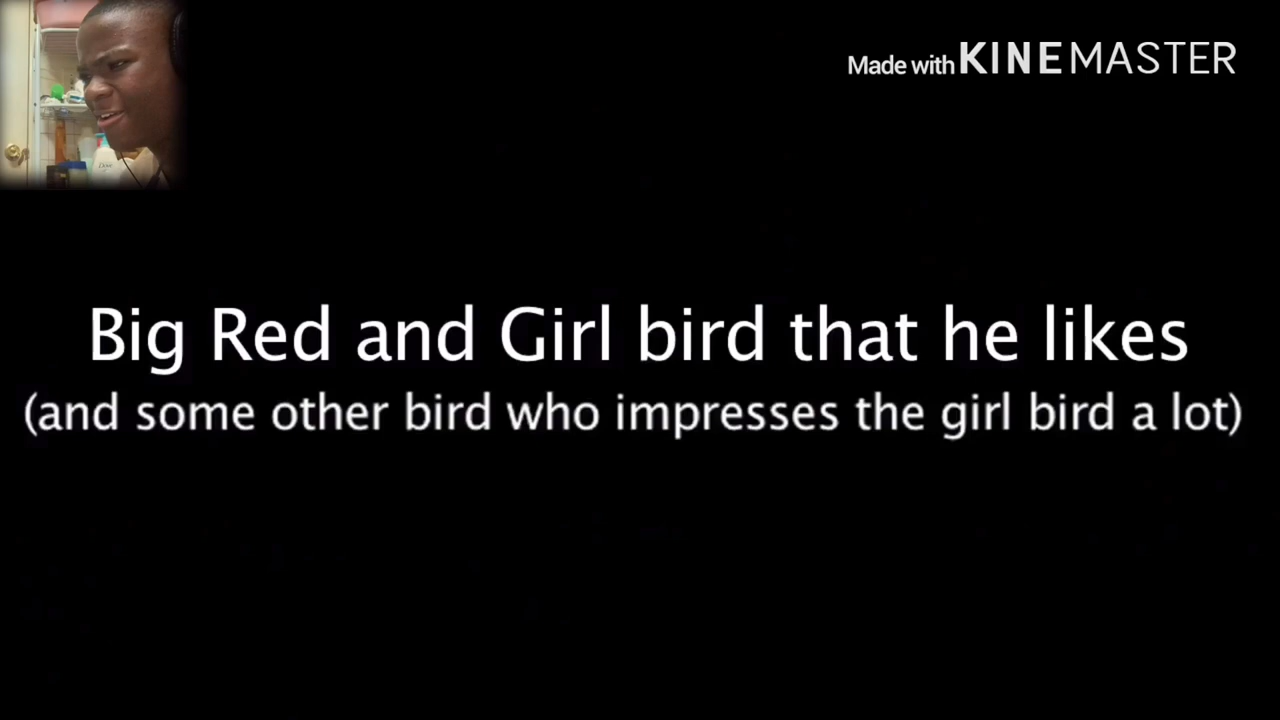 Made with KINEMASTER
Big Red and Girl bird that he likes
(and some other bird who impresses the girl bird a lot)
Dove